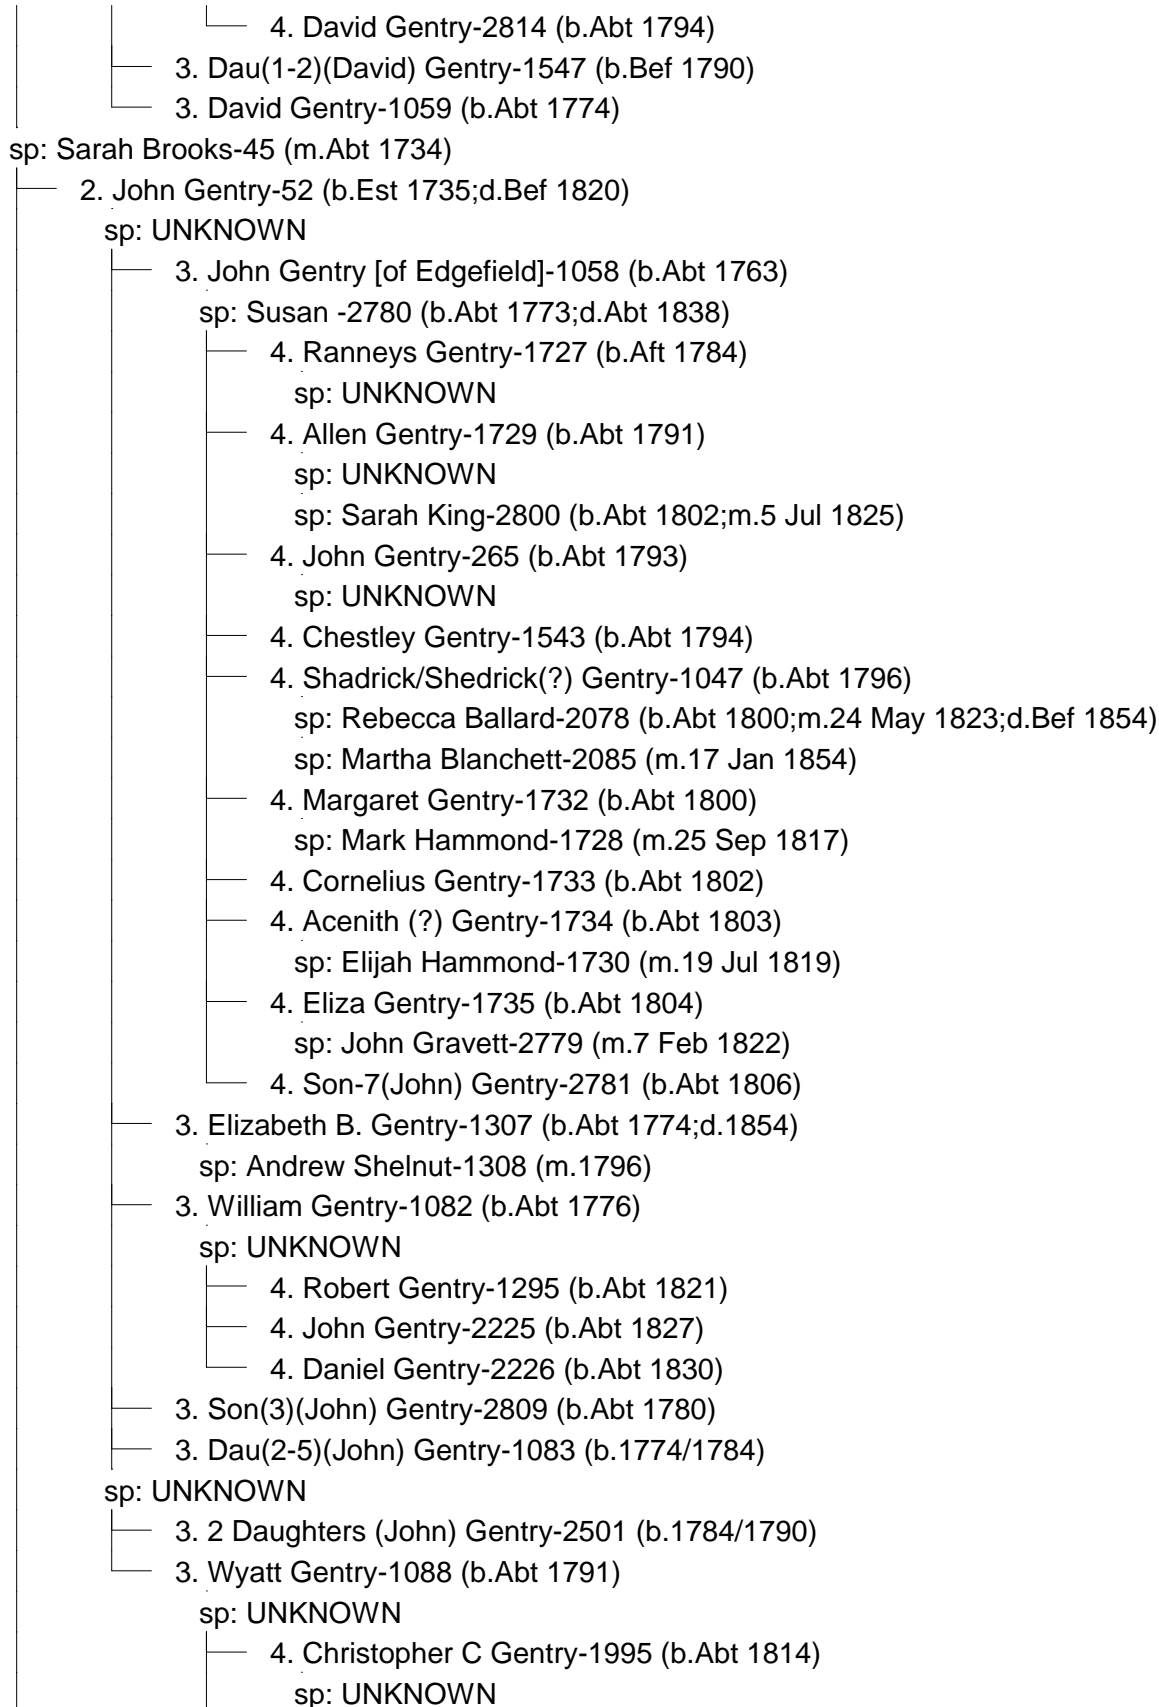 4. David Gentry-2814 (b.Abt 1794)
3. Dau(1-2)(David) Gentry-1547 (b.Bef 1790)
3. David Gentry-1059 (b.Abt 1774)
sp: Sarah Brooks-45 (m.Abt 1734)
2. John Gentry-52 (b.Est 1735;d.Bef 1820)
sp: UNKNOWN
3. John Gentry [of Edgefield]-1058 (b.Abt 1763)
sp: Susan -2780 (b.Abt 1773;d.Abt 1838)
4. Ranneys Gentry-1727 (b.Aft 1784)
sp: UNKNOWN
4. Allen Gentry-1729 (b.Abt 1791)
sp: UNKNOWN
sp: Sarah King-2800 (b.Abt 1802;m.5 Jul 1825)
4. John Gentry-265 (b.Abt 1793)
sp: UNKNOWN
4. Chestley Gentry-1543 (b.Abt 1794)
4. Shadrick/Shedrick(?) Gentry-1047 (b.Abt 1796)
sp: Rebecca Ballard-2078 (b.Abt 1800;m.24 May 1823;d.Bef 1854)
sp: Martha Blanchett-2085 (m.17 Jan 1854)
4. Margaret Gentry-1732 (b.Abt 1800)
sp: Mark Hammond-1728 (m.25 Sep 1817)
4. Cornelius Gentry-1733 (b.Abt 1802)
4. Acenith (?) Gentry-1734 (b.Abt 1803)
sp: Elijah Hammond-1730 (m.19 Jul 1819)
4. Eliza Gentry-1735 (b.Abt 1804)
sp: John Gravett-2779 (m.7 Feb 1822)
4. Son-7(John) Gentry-2781 (b.Abt 1806)
3. Elizabeth B. Gentry-1307 (b.Abt 1774;d.1854)
sp: Andrew Shelnut-1308 (m.1796)
3. William Gentry-1082 (b.Abt 1776)
sp: UNKNOWN
4. Robert Gentry-1295 (b.Abt 1821)
4. John Gentry-2225 (b.Abt 1827)
4. Daniel Gentry-2226 (b.Abt 1830)
3. Son(3)(John) Gentry-2809 (b.Abt 1780)
3. Dau(2-5)(John) Gentry-1083 (b.1774/1784)
sp: UNKNOWN
3. 2 Daughters (John) Gentry-2501 (b.1784/1790)
3. Wyatt Gentry-1088 (b.Abt 1791)
sp: UNKNOWN
4. Christopher C Gentry-1995 (b.Abt 1814)
sp: UNKNOWN